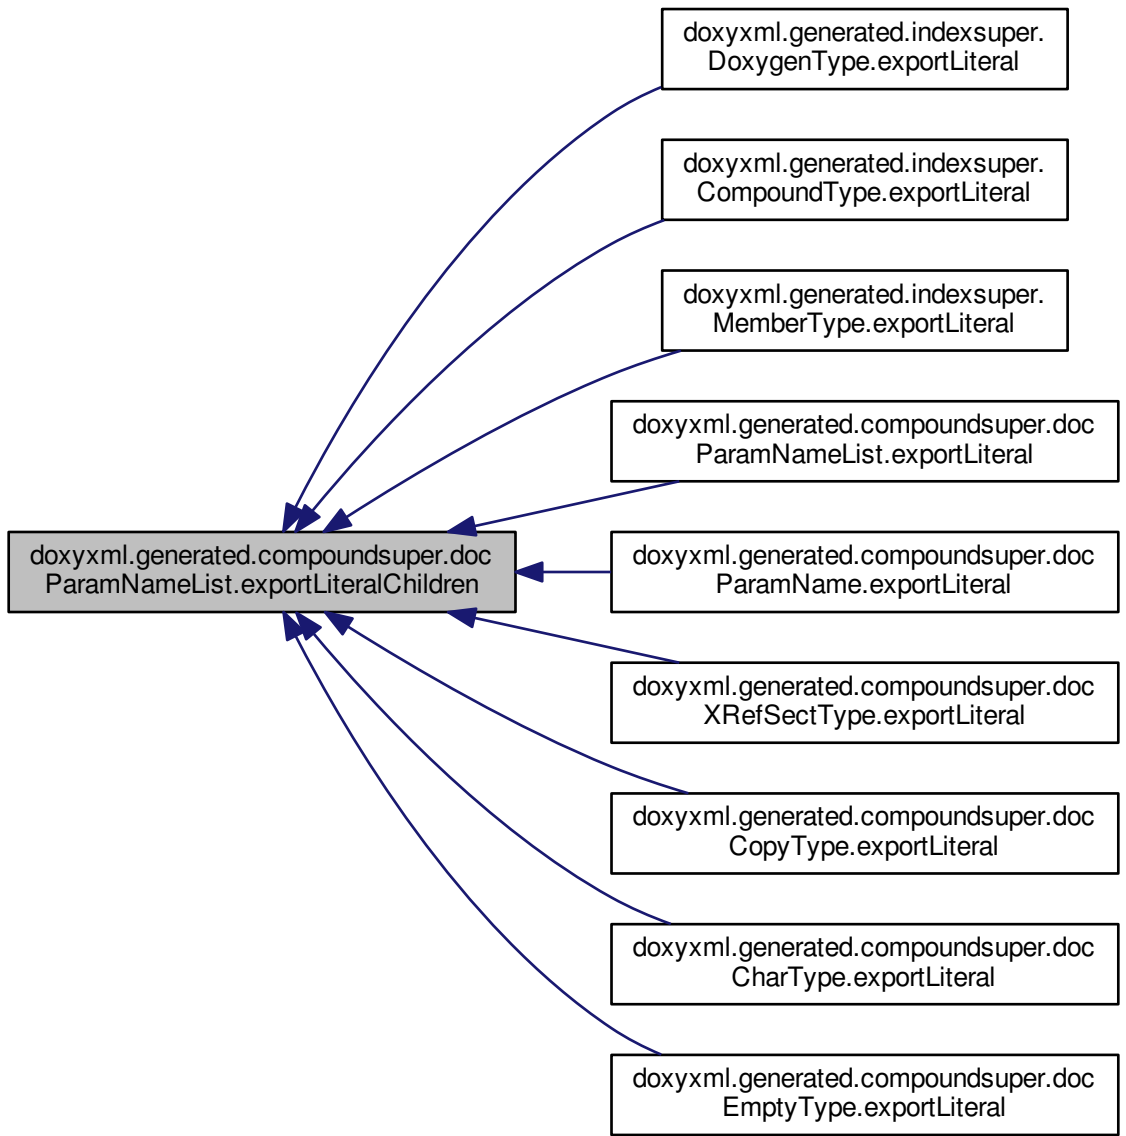 doxyxml.generated.indexsuper.
DoxygenType.exportLiteral
doxyxml.generated.indexsuper.
CompoundType.exportLiteral
doxyxml.generated.indexsuper.
MemberType.exportLiteral
doxyxml.generated.compoundsuper.doc
ParamNameList.exportLiteral
doxyxml.generated.compoundsuper.doc
ParamNameList.exportLiteralChildren
doxyxml.generated.compoundsuper.doc
ParamName.exportLiteral
doxyxml.generated.compoundsuper.doc
XRefSectType.exportLiteral
doxyxml.generated.compoundsuper.doc
CopyType.exportLiteral
doxyxml.generated.compoundsuper.doc
CharType.exportLiteral
doxyxml.generated.compoundsuper.doc
EmptyType.exportLiteral